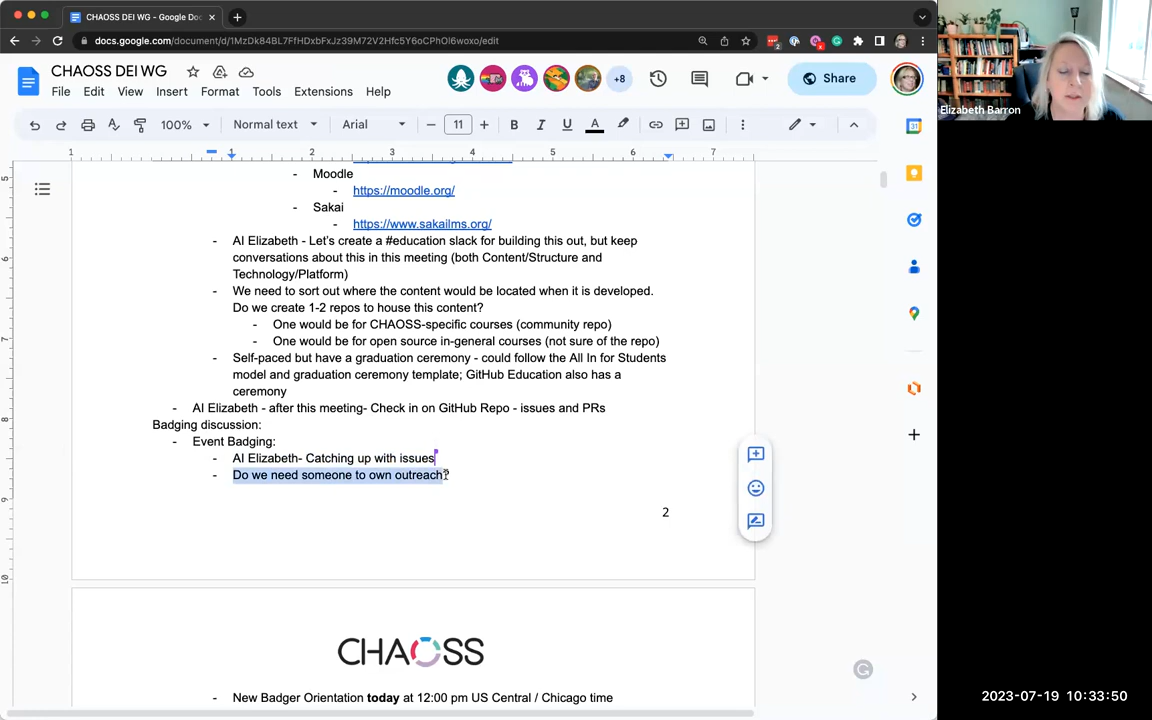 CHAOSS DEI WG - Google Doc
docs.google.com/document/d/1MzDk84BL7FfHDxbFxJz39M72V2Hfc5Y6oCPhOl6woxo/edit
CHAOSS DEI WG
File Edit View Insert Format Tools Extensions Help
+8
Share
Elizabeth Barron
100% Normal text Arial 11 B I U A
1 1 2 3 4 5 6 7
Moodle
https://moodle.org/
Sakai
https://www.sakailms.org/
- AI Elizabeth - Let's create a #education slack for building this out, but keep
conversations about this in this meeting (both Content/Structure and
Technology/Platform)
- We need to sort out where the content would be located when it is developed.
Do we create 1-2 repos to house this content?
- One would be for CHAOSS-specific courses (community repo)
- One would be for open source in-general courses (not sure of the repo)
- Self-paced but have a graduation ceremony - could follow the All In for Students
model and graduation ceremony template; GitHub Education also has a
ceremony
- AI Elizabeth - after this meeting- Check in on GitHub Repo - issues and PRs
Badging discussion:
- Event Badging:
- AI Elizabeth- Catching up with issues
- Do we need someone to own outreach?
2
CHAOSS
- New Badger Orientation today at 12:00 pm US Central / Chicago time
2023-07-19 10:33:50